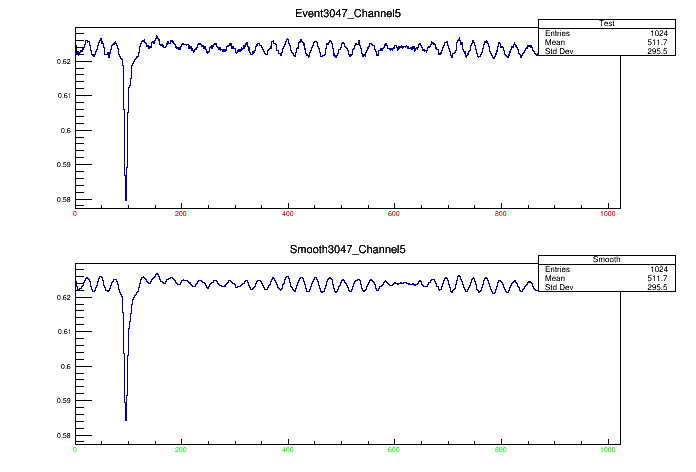 Event3047_Channel5
Test
Entries 1024
Mean 511.7
Std Dev 295.5
0.62
0.61
0.6
0.59
0.58
0 200 400 600 800 1000
Smooth3047_Channel5
Smooth
Entries 1024
Mean 511.7
Std Dev 295.5
0.62
0.61
0.6
0.59
0.58
0 200 400 600 800 1000